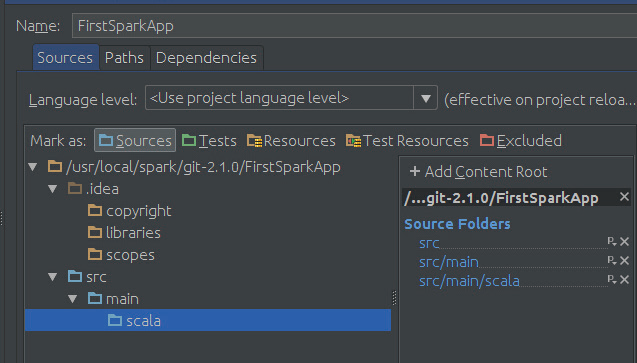 Name: FirstSparkApp
Sources Paths Dependencies
Language level: <Use project language level> (effective on project reloa...
Mark as: Sources Tests Resources Test Resources Excluded
/usr/local/spark/git-2.1.0/FirstSparkApp
.idea
copyright
libraries
scopes
src
main
scala
+ Add Content Root
/...git-2.1.0/FirstSparkApp
Source Folders
src
src/main
src/main/scala